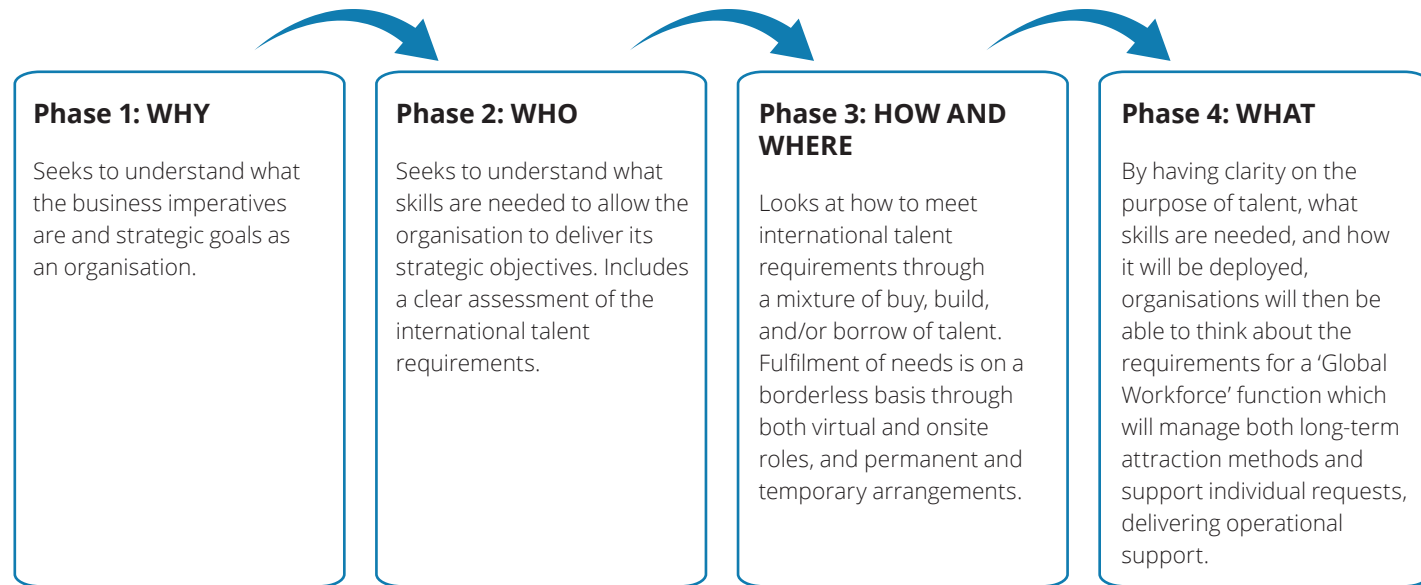 Phase 1: WHY
Seeks to understand what
the business imperatives
are and strategic goals as
an organisation.
Phase 2: WHO
Seeks to understand what
skills are needed to allow the
organisation to deliver its
strategic objectives. Includes
a clear assessment of the
international talent
requirements.
Phase 3: HOW AND
WHERE
Looks at how to meet
international talent
requirements through
a mixture of buy, build,
and/or borrow of talent.
Fulfilment of needs is on a
borderless basis through
both virtual and onsite
roles, and permanent and
temporary arrangements.
Phase 4: WHAT
By having clarity on the
purpose of talent, what
skills are needed, and how
it will be deployed,
organisations will then be
able to think about the
requirements for a ‘Global
Workforce’ function which
will manage both long-term
attraction methods and
support individual requests,
delivering operational
support.